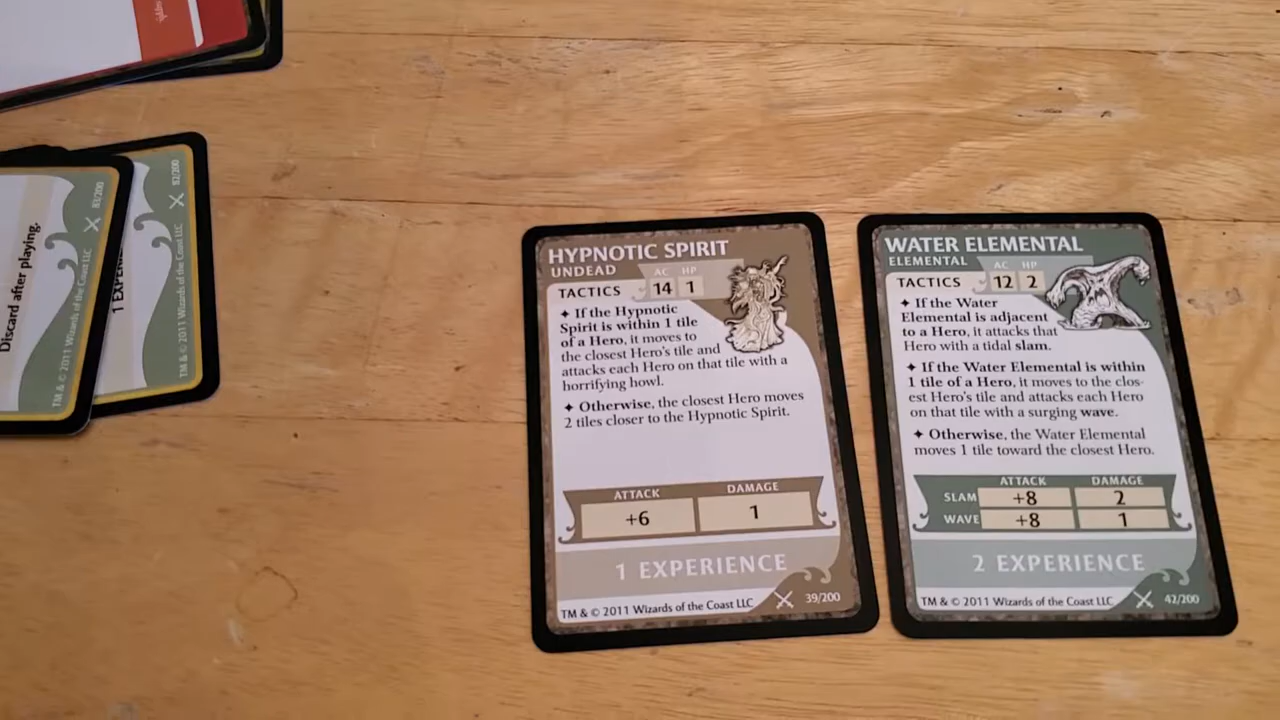 Discard after playing.
TM & © 2011 Wizards of the Coast LLC
83/200
TM & © 2011 Wizards of the Coast LLC
82/200
HYPNOTIC SPIRIT
UNDEAD
AC HP
TACTICS 14 1
✦ If the Hypnotic
Spirit is within 1 tile
of a Hero, it moves to
the closest Hero's tile and
attacks each Hero on that tile with a
horrifying howl.
✦ Otherwise, the closest Hero moves
2 tiles closer to the Hypnotic Spirit.
ATTACK DAMAGE
+6 1
1 EXPERIENCE
TM & © 2011 Wizards of the Coast LLC 39/200
WATER ELEMENTAL
ELEMENTAL
AC HP
TACTICS 12 2
✦ If the Water
Elemental is adjacent
to a Hero, it attacks that
Hero with a tidal slam.
✦ If the Water Elemental is within
1 tile of a Hero, it moves to the clos-
est Hero's tile and attacks each Hero
on that tile with a surging wave.
✦ Otherwise, the Water Elemental
moves 1 tile toward the closest Hero.
ATTACK DAMAGE
SLAM +8 2
WAVE +8 1
2 EXPERIENCE
TM & © 2011 Wizards of the Coast LLC 42/200